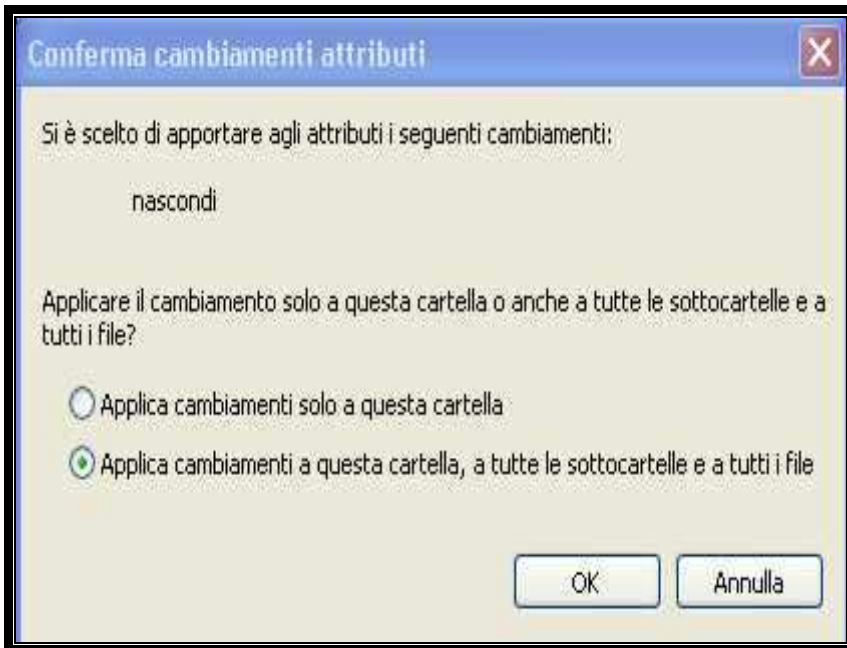 Conferma cambiamenti attributi
Si è scelto di apportare agli attributi i seguenti cambiamenti:
nascondi
Applicare il cambiamento solo a questa cartella o anche a tutte le sottocartelle e a
tutti i file?
Applica cambiamenti solo a questa cartella
Applica cambiamenti a questa cartella, a tutte le sottocartelle e a tutti i file
OK
Annulla